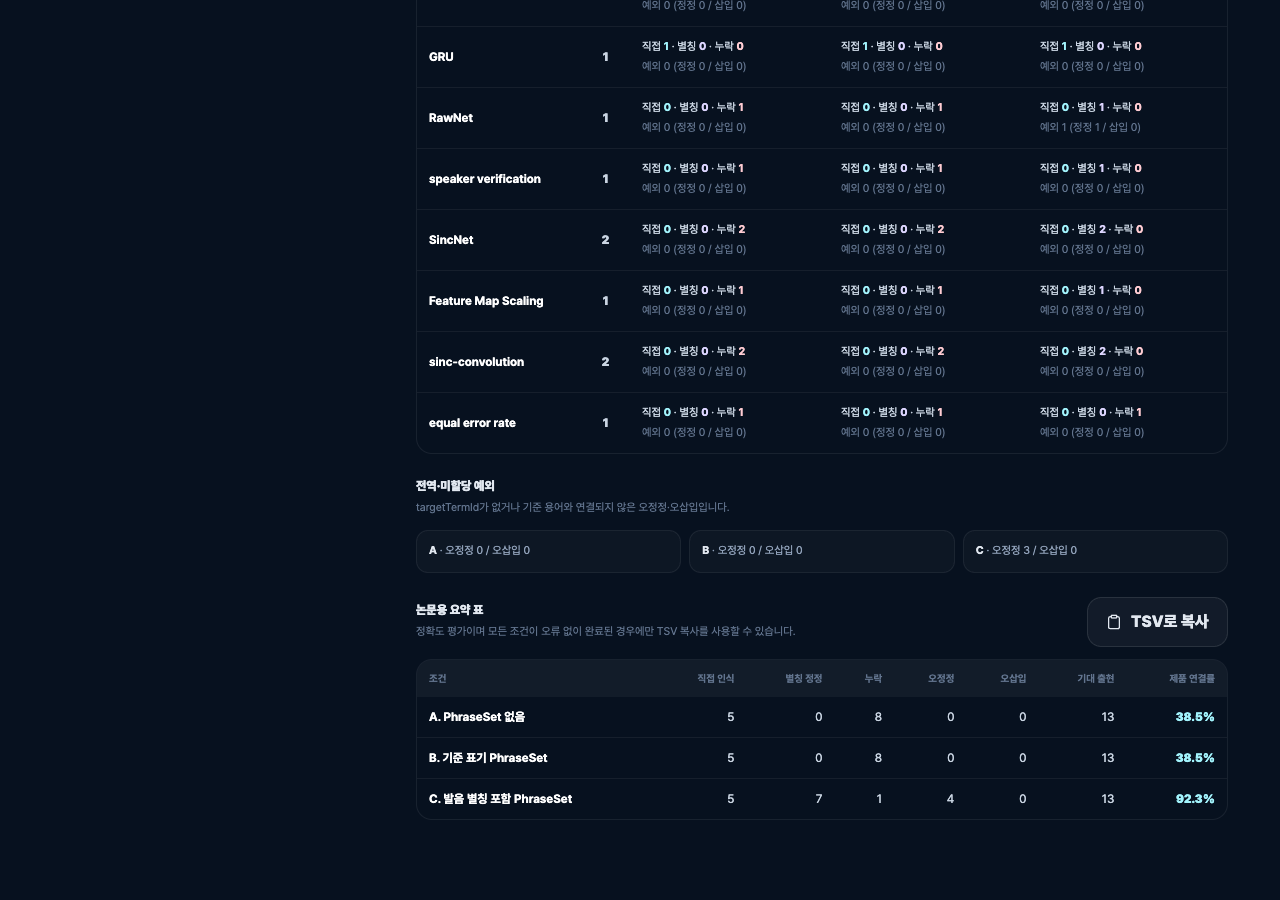 예외 0 (정정 0 / 삽입 0) 예외 0 (정정 0 / 삽입 0) 예외 0 (정정 0 / 삽입 0)
GRU 1 직접 1 · 별칭 0 · 누락 0 직접 1 · 별칭 0 · 누락 0 직접 1 · 별칭 0 · 누락 0
예외 0 (정정 0 / 삽입 0) 예외 0 (정정 0 / 삽입 0) 예외 0 (정정 0 / 삽입 0)
RawNet 1 직접 0 · 별칭 0 · 누락 1 직접 0 · 별칭 0 · 누락 1 직접 0 · 별칭 1 · 누락 0
예외 0 (정정 0 / 삽입 0) 예외 0 (정정 0 / 삽입 0) 예외 1 (정정 1 / 삽입 0)
speaker verification 1 직접 0 · 별칭 0 · 누락 1 직접 0 · 별칭 0 · 누락 1 직접 0 · 별칭 1 · 누락 0
예외 0 (정정 0 / 삽입 0) 예외 0 (정정 0 / 삽입 0) 예외 0 (정정 0 / 삽입 0)
SincNet 2 직접 0 · 별칭 0 · 누락 2 직접 0 · 별칭 0 · 누락 2 직접 0 · 별칭 2 · 누락 0
예외 0 (정정 0 / 삽입 0) 예외 0 (정정 0 / 삽입 0) 예외 0 (정정 0 / 삽입 0)
Feature Map Scaling 1 직접 0 · 별칭 0 · 누락 1 직접 0 · 별칭 0 · 누락 1 직접 0 · 별칭 1 · 누락 0
예외 0 (정정 0 / 삽입 0) 예외 0 (정정 0 / 삽입 0) 예외 0 (정정 0 / 삽입 0)
sinc-convolution 2 직접 0 · 별칭 0 · 누락 2 직접 0 · 별칭 0 · 누락 2 직접 0 · 별칭 2 · 누락 0
예외 0 (정정 0 / 삽입 0) 예외 0 (정정 0 / 삽입 0) 예외 0 (정정 0 / 삽입 0)
equal error rate 1 직접 0 · 별칭 0 · 누락 1 직접 0 · 별칭 0 · 누락 1 직접 0 · 별칭 0 · 누락 1
예외 0 (정정 0 / 삽입 0) 예외 0 (정정 0 / 삽입 0) 예외 0 (정정 0 / 삽입 0)
전역·미할당 예외
targetTermId가 없거나 기준 용어와 연결되지 않은 오정정·오삽입입니다.
A · 오정정 0 / 오삽입 0 B · 오정정 0 / 오삽입 0 C · 오정정 3 / 오삽입 0
논문용 요약 표
정확도 평가이며 모든 조건이 오류 없이 완료된 경우에만 TSV 복사를 사용할 수 있습니다.
TSV로 복사
조건 직접 인식 별칭 정정 누락 오정정 오삽입 기대 출현 제품 연결률
A. PhraseSet 없음 5 0 8 0 0 13 38.5%
B. 기준 표기 PhraseSet 5 0 8 0 0 13 38.5%
C. 발음 별칭 포함 PhraseSet 5 7 1 4 0 13 92.3%